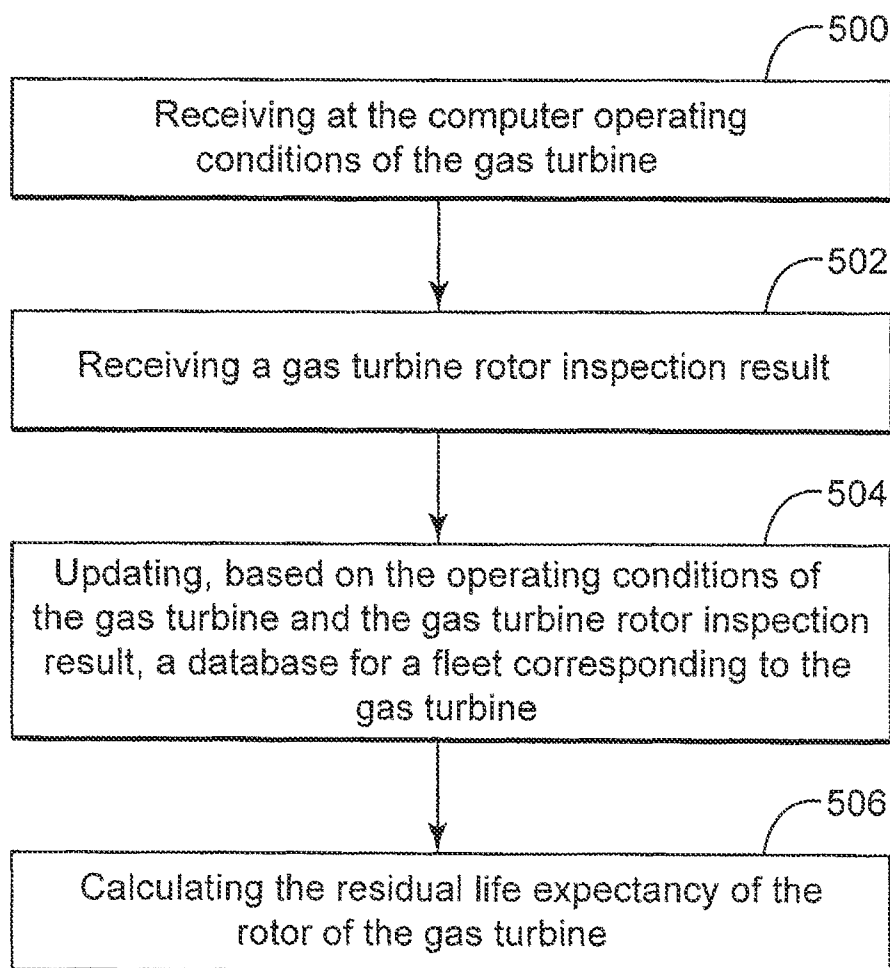 500
Receiving at the computer operating
conditions of the gas turbine
502
Receiving a gas turbine rotor inspection result
504
Updating, based on the operating conditions of
the gas turbine and the gas turbine rotor inspection
result, a database for a fleet corresponding to the
gas turbine
506
Calculating the residual life expectancy of the
rotor of the gas turbine